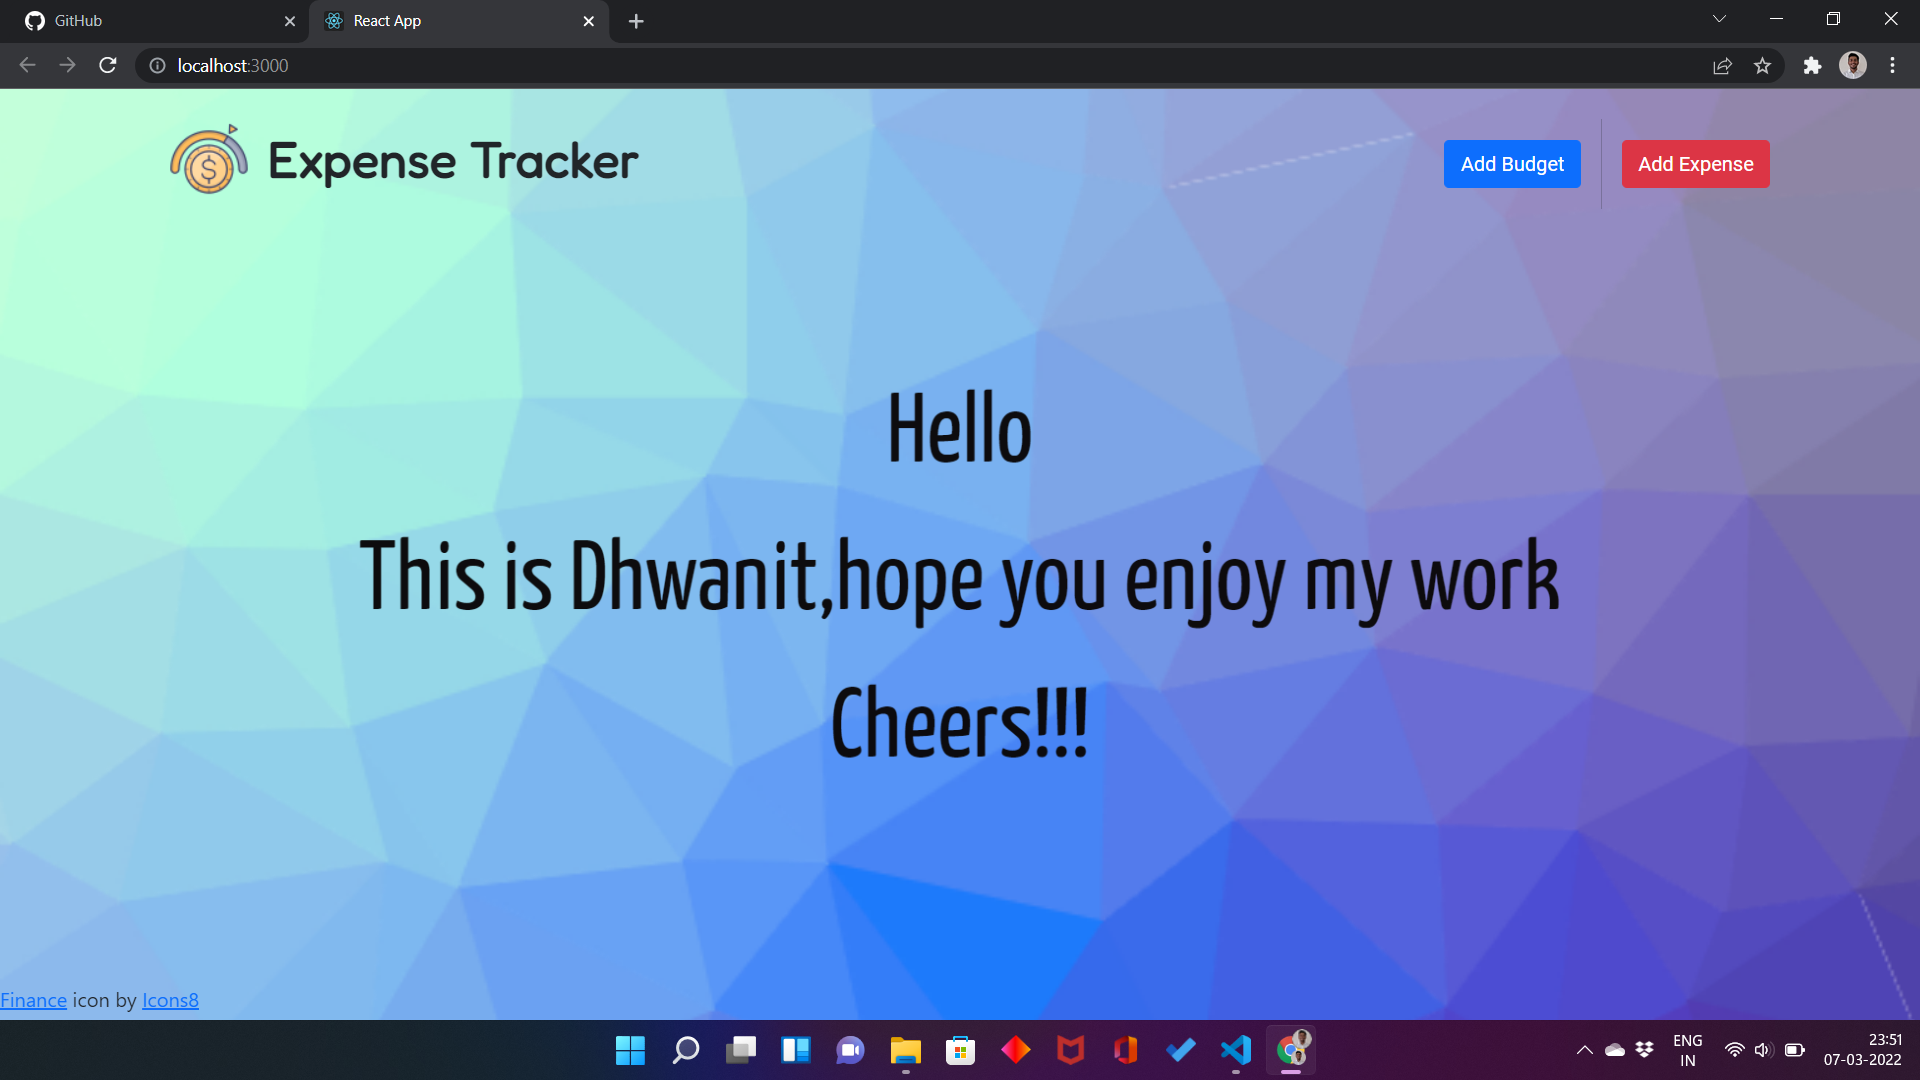 GitHub
React App
localhost:3000
Expense Tracker
Add Budget
Add Expense
Hello
This is Dhwanit,hope you enjoy my work
Cheers!!!
Finance icon by Icons8
ENG
IN
23:51
07-03-2022